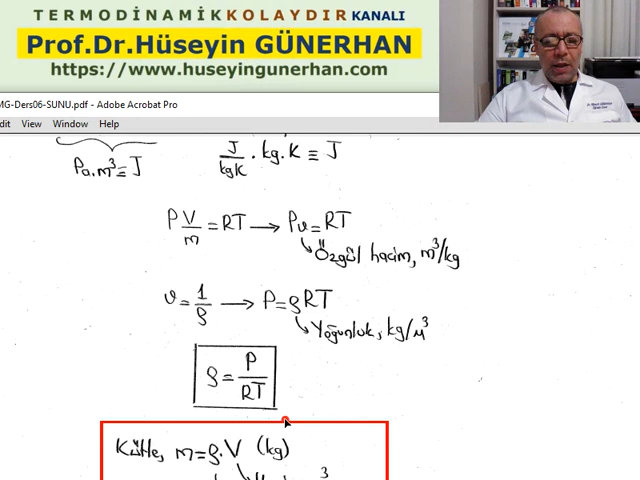 TERMODİNAMİKKOLAYDIR KANALI
Prof.Dr.Hüseyin GÜNERHAN
https://www.huseyingunerhan.com
MG-Ders06-SUNU.pdf - Adobe Acrobat Pro
dit View Window Help
Pa.m³≡J
J/kgK · kg.K ≡ J
P V/m = RT → Pν = RT
Özgül hacim, m³/kg
ν = 1/ρ → P = ρRT
Yoğunluk, kg/m³
ρ = P/RT
Kütle, m = ρ.V (kg)